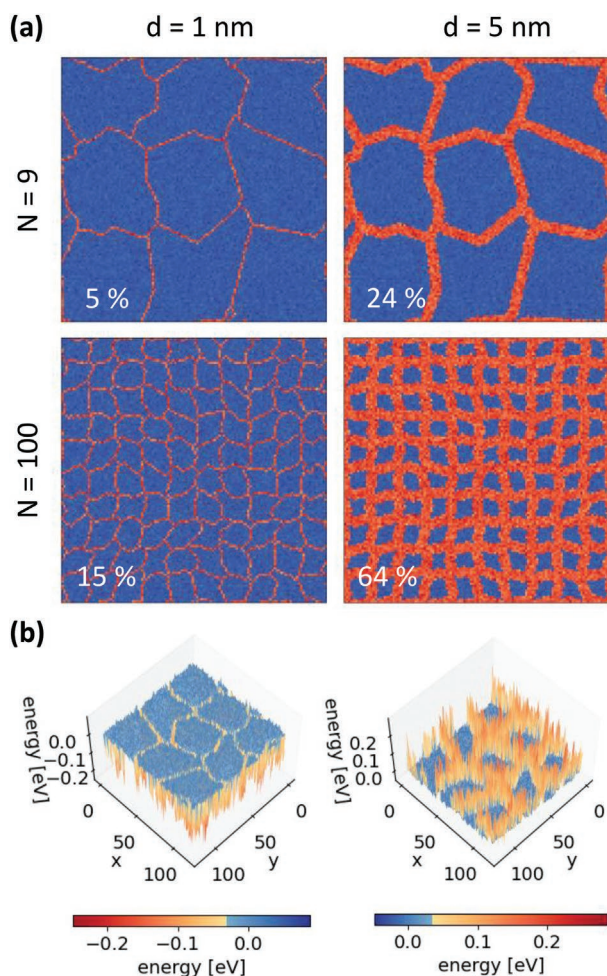 (a)
d = 1 nm
d = 5 nm
N = 9
5 %
24 %
N = 100
15 %
64 %
(b)
energy [eV]
0.0
−0.1
−0.2
0
50
100
x
0
50
100
y
energy [eV]
0.2
0.1
0.0
0
50
100
x
0
50
100
y
−0.2 −0.1 0.0
energy [eV]
0.0 0.1 0.2
energy [eV]